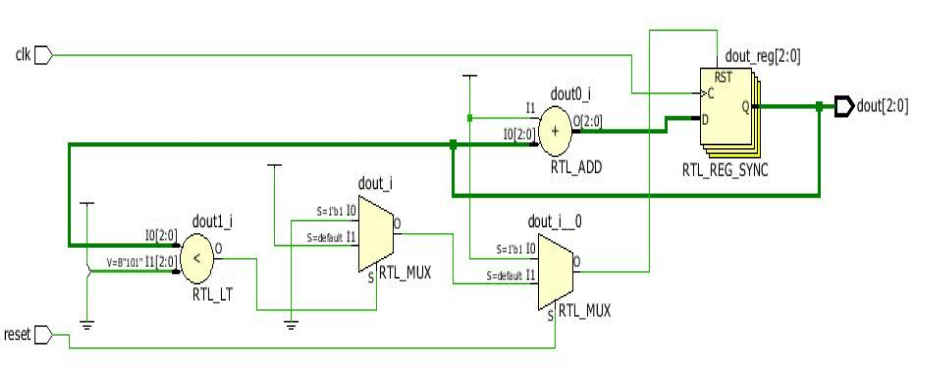 clk
dout_reg[2:0]
RST
C
D
Q
dout[2:0]
RTL_REG_SYNC
dout0_i
I1
I0[2:0]
+
O[2:0]
RTL_ADD
dout_i
S=1'b1 I0
S=default I1
O
S
RTL_MUX
dout1_i
I0[2:0]
V=B"101" I1[2:0]
<
O
RTL_LT
dout_i__0
S=1'b1 I0
S=default I1
O
S
RTL_MUX
reset